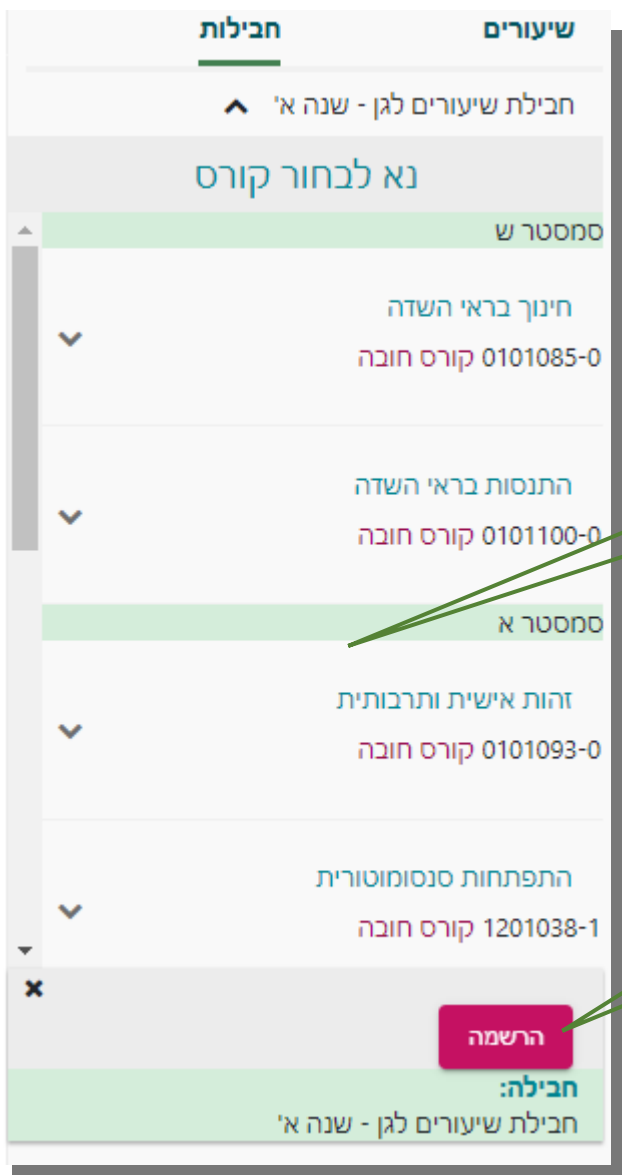 שיעורים חבילות
חבילת שיעורים לגן - שנה א'
נא לבחור קורס
סמסטר ש
חינוך בראי השדה
0101085-0 קורס חובה
התנסות בראי השדה
0101100-0 קורס חובה
סמסטר א
זהות אישית ותרבותית
0101093-0 קורס חובה
התפתחות סנסומוטורית
1201038-1 קורס חובה
הרשמה
חבילה:
חבילת שיעורים לגן - שנה א'